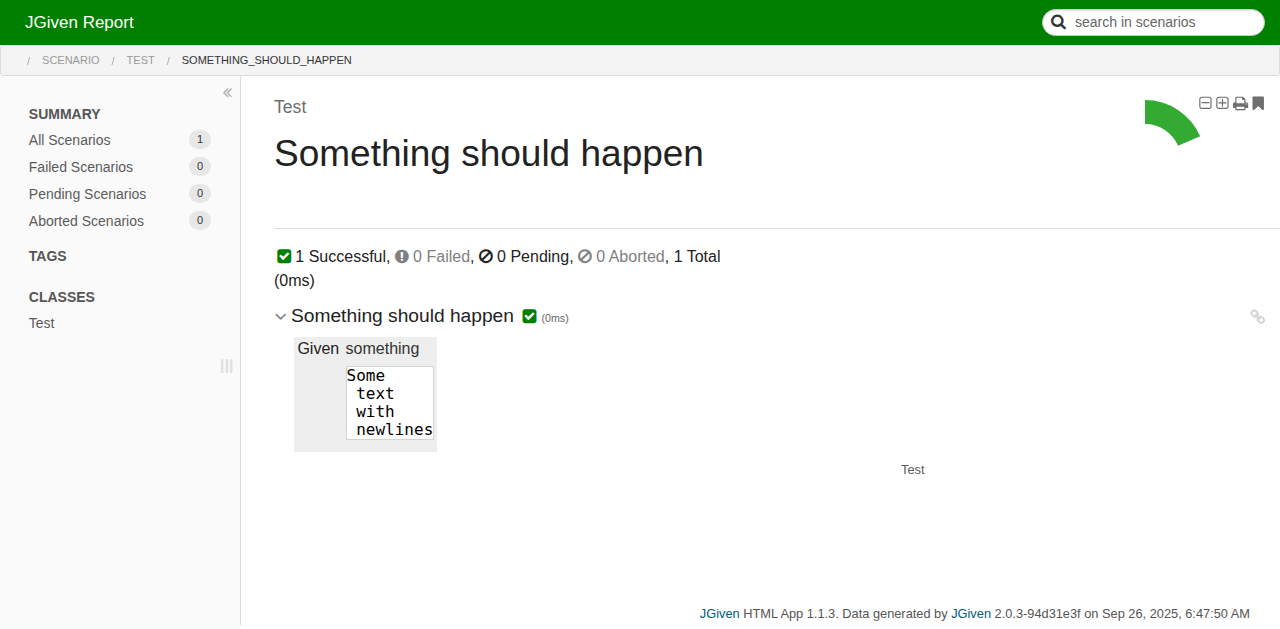 JGiven Report
search in scenarios
/ SCENARIO / TEST / SOMETHING_SHOULD_HAPPEN
SUMMARY
All Scenarios 1
Failed Scenarios 0
Pending Scenarios 0
Aborted Scenarios 0
TAGS
CLASSES
Test
Test
Something should happen
1 Successful, 0 Failed, 0 Pending, 0 Aborted, 1 Total
(0ms)
Something should happen (0ms)
Given something
Some
text
with
newlines
Test
JGiven HTML App 1.1.3. Data generated by JGiven 2.0.3-94d31e3f on Sep 26, 2025, 6:47:50 AM